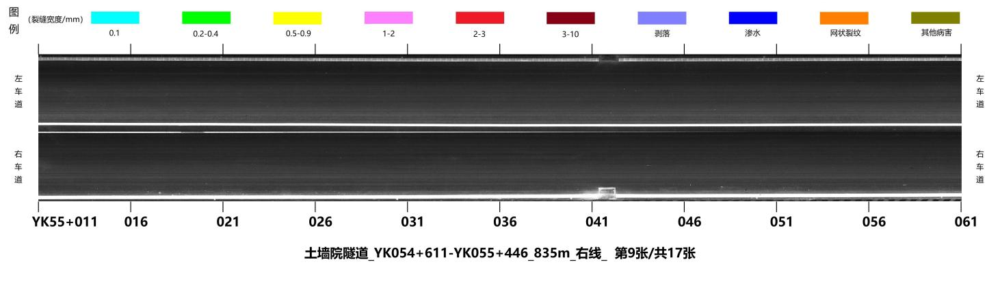 图例
(裂缝宽度/mm)
0.1 0.2-0.4 0.5-0.9 1-2 2-3 3-10 剥落 渗水 网状裂纹 其他病害
左车道 左车道
右车道 右车道
YK55+011 016 021 026 031 036 041 046 051 056 061
土墙院隧道_YK054+611-YK055+446_835m_右线_ 第9张/共17张